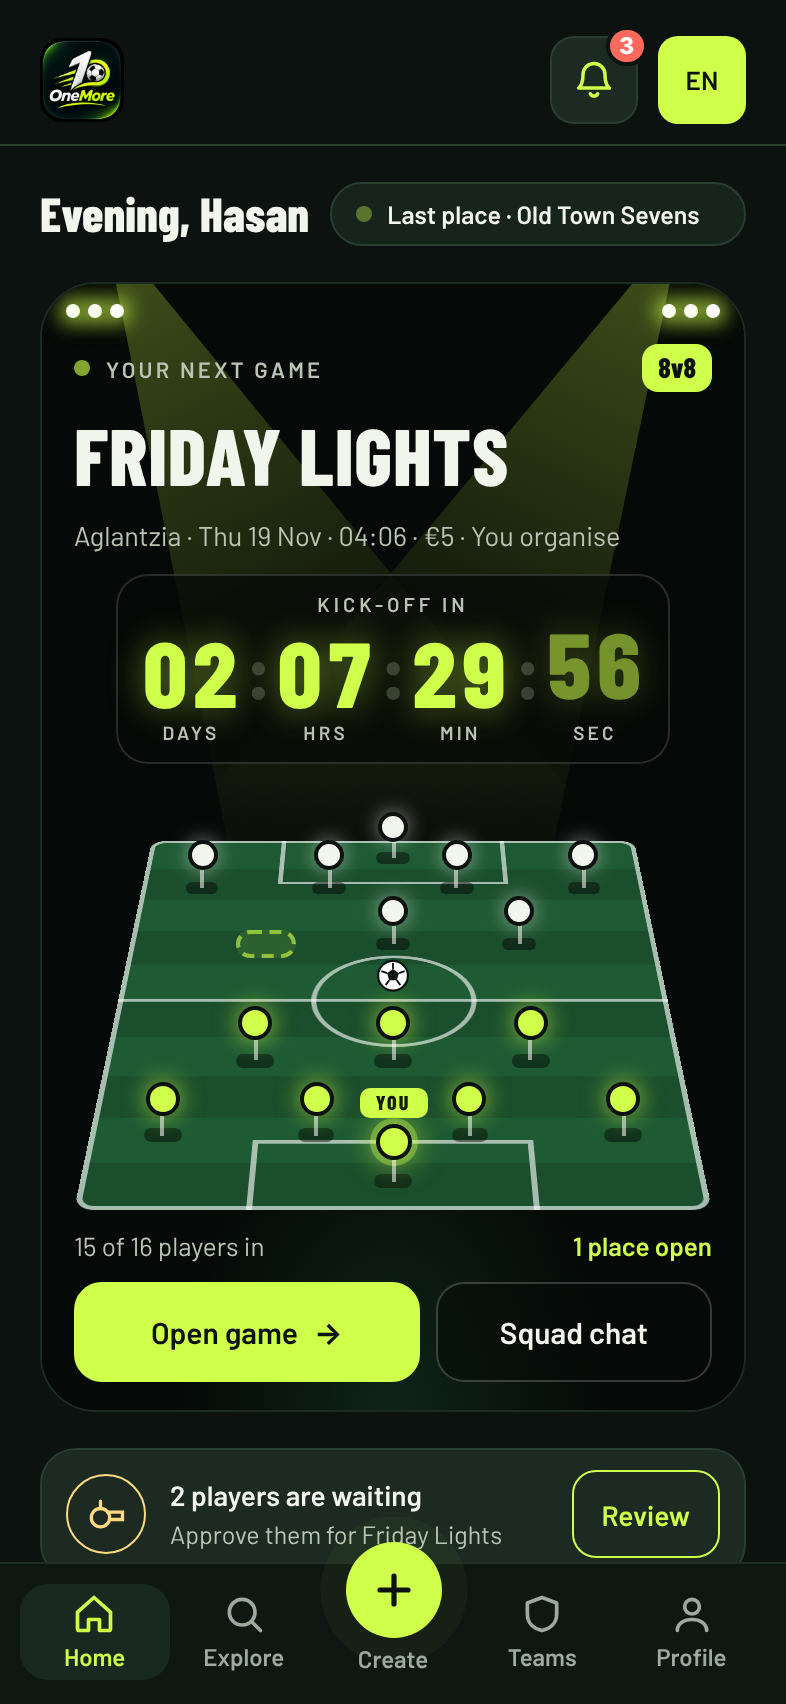 1
OneMore
3
EN
Evening, Hasan
Last place · Old Town Sevens
YOUR NEXT GAME
8v8
FRIDAY LIGHTS
Aglantzia · Thu 19 Nov · 04:06 · €5 · You organise
KICK-OFF IN
02 : 07 : 29 : 56
DAYS HRS MIN SEC
YOU
15 of 16 players in
1 place open
Open game →
Squad chat
2 players are waiting
Approve them for Friday Lights
Review
Home
Explore
Create
Teams
Profile